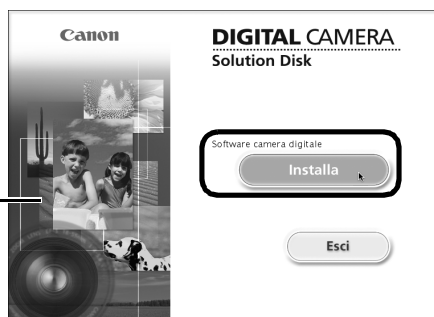 Canon
DIGITAL CAMERA
Solution Disk
Software camera digitale
Installa
Esci